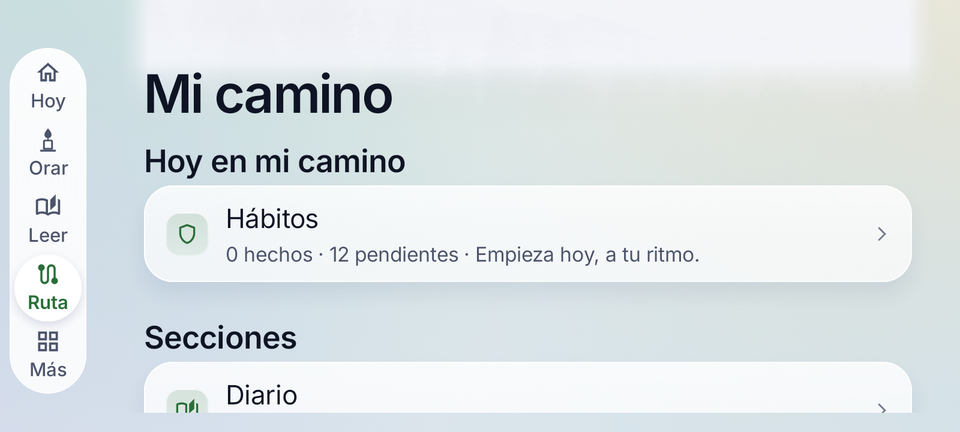 Hoy
Orar
Leer
Ruta
Más
Mi camino
Hoy en mi camino
Hábitos
0 hechos · 12 pendientes · Empieza hoy, a tu ritmo.
Secciones
Diario